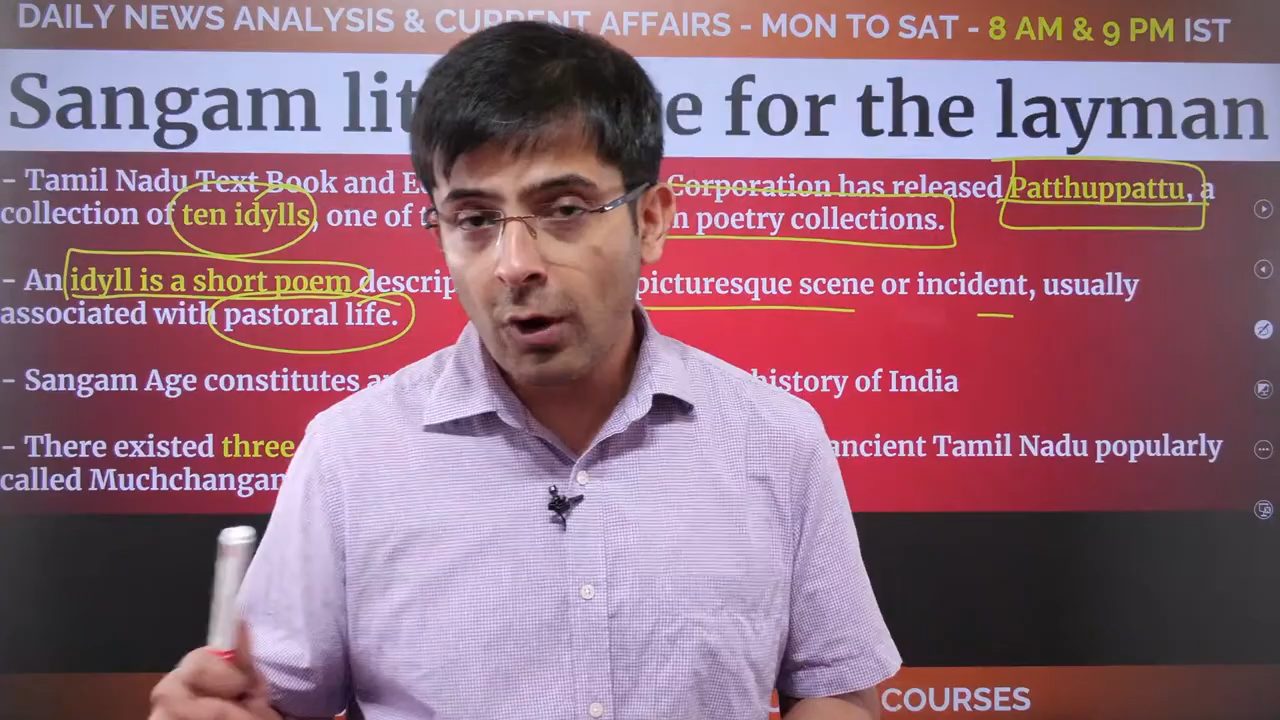 DAILY NEWS ANALYSIS & CURRENT AFFAIRS - MON TO SAT - 8 AM & 9 PM IST
Sangam lit e for the layman
- Tamil Nadu Text Book and E Corporation has released Patthuppattu, a
collection of ten idylls, one of t n poetry collections.
- An idyll is a short poem descrip picturesque scene or incident, usually
associated with pastoral life.
- Sangam Age constitutes a history of India
- There existed three ancient Tamil Nadu popularly
called Muchchangam
COURSES